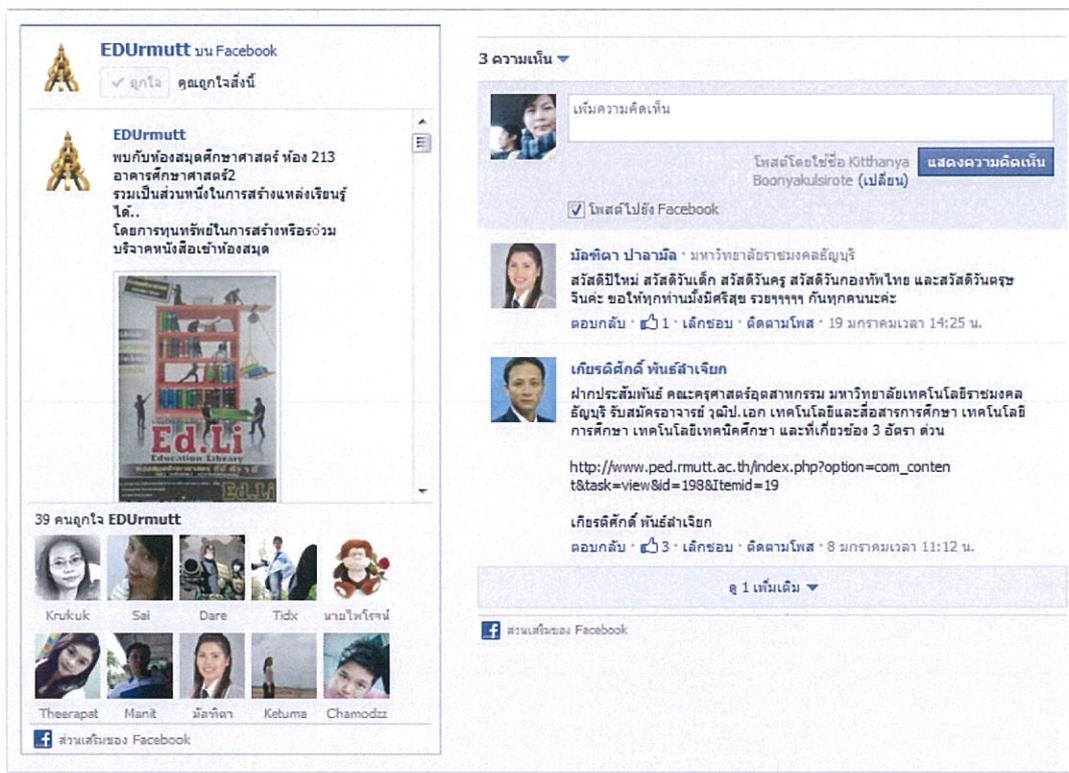 EDUrmutt บน Facebook
ถูกใจ คุณถูกใจสิ่งนี้
EDUrmutt
พบกับห้องสมุดศึกษาศาสตร์ ห้อง 213
อาคารศึกษาศาสตร์2
รวมเป็นส่วนหนึ่งในการสร้างแหล่งเรียนรู้
ได้..
โดยการทุนทรัพย์ในการสร้างหรือร่วม
บริจาคหนังสือเข้าห้องสมุด
Ed.Li
Education Library
Ed.Li
39 คนถูกใจ EDUrmutt
Krukuk Sai Dare Tidx นายไพโรจน์
Theerapat Manit มัลฑิตา Ketuma Chamodzz
ส่วนเสริมของ Facebook
3 ความเห็น
เพิ่มความคิดเห็น
โพสต์โดยใช้ชื่อ Kitthanya
Boonyakulsirote (เปลี่ยน)
แสดงความคิดเห็น
โพสต์ไปยัง Facebook
มัลฑิตา ปาลามัล · มหาวิทยาลัยราชมงคลธัญบุรี
สวัสดีปีใหม่ สวัสดีวันเด็ก สวัสดีวันครู สวัสดีวันกองทัพไทย และสวัสดีวันตรุษ
จีนค่ะ ขอให้ทุกท่านมั้งมีศรีสุข รวยๆๆๆๆ กันทุกคนนะค่ะ
ตอบกลับ · 1 · เลิกชอบ · ติดตามโพส · 19 มกราคมเวลา 14:25 น.
เกียรติศักดิ์ พันธ์ลำเจียก
ฝากประสัมพันธ์ คณะครุศาสตร์อุตสาหกรรม มหาวิทยาลัยเทคโนโลยีราชมงคล
ธัญบุรี รับสมัครอาจารย์ วุฒิป.เอก เทคโนโลยีและสื่อสารการศึกษา เทคโนโลยี
การศึกษา เทคโนโลยีเทคนิคศึกษา และที่เกี่ยวข้อง 3 อัตรา ด่วน
http://www.ped.rmutt.ac.th/index.php?option=com_conten
t&task=view&id=198&Itemid=19
เกียรติศักดิ์ พันธ์ลำเจียก
ตอบกลับ · 3 · เลิกชอบ · ติดตามโพส · 8 มกราคมเวลา 11:12 น.
ดู 1 เพิ่มเติม
ส่วนเสริมของ Facebook